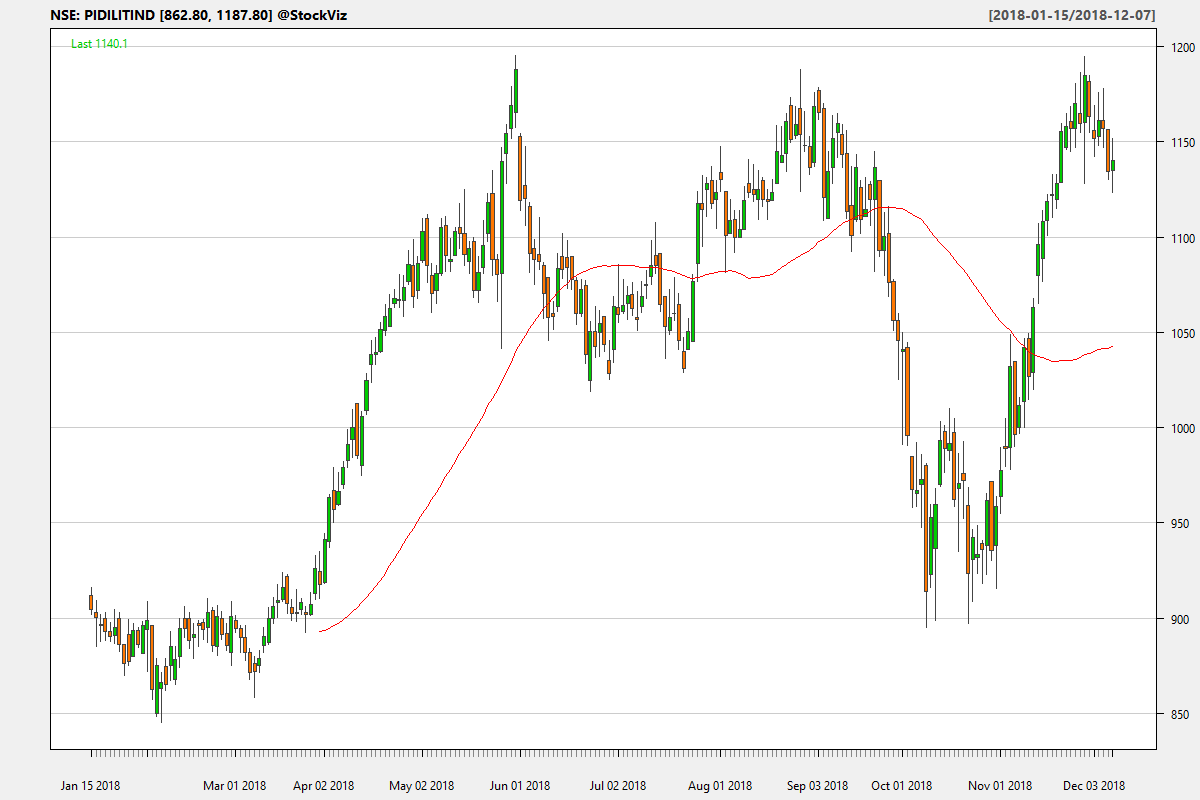 NSE: PIDILITIND [862.80, 1187.80] @StockViz [2018-01-15/2018-12-07]
Last 1140.1
1200
1150
1100
1050
1000
950
900
850
Jan 15 2018 Mar 01 2018 Apr 02 2018 May 02 2018 Jun 01 2018 Jul 02 2018 Aug 01 2018 Sep 03 2018 Oct 01 2018 Nov 01 2018 Dec 03 2018